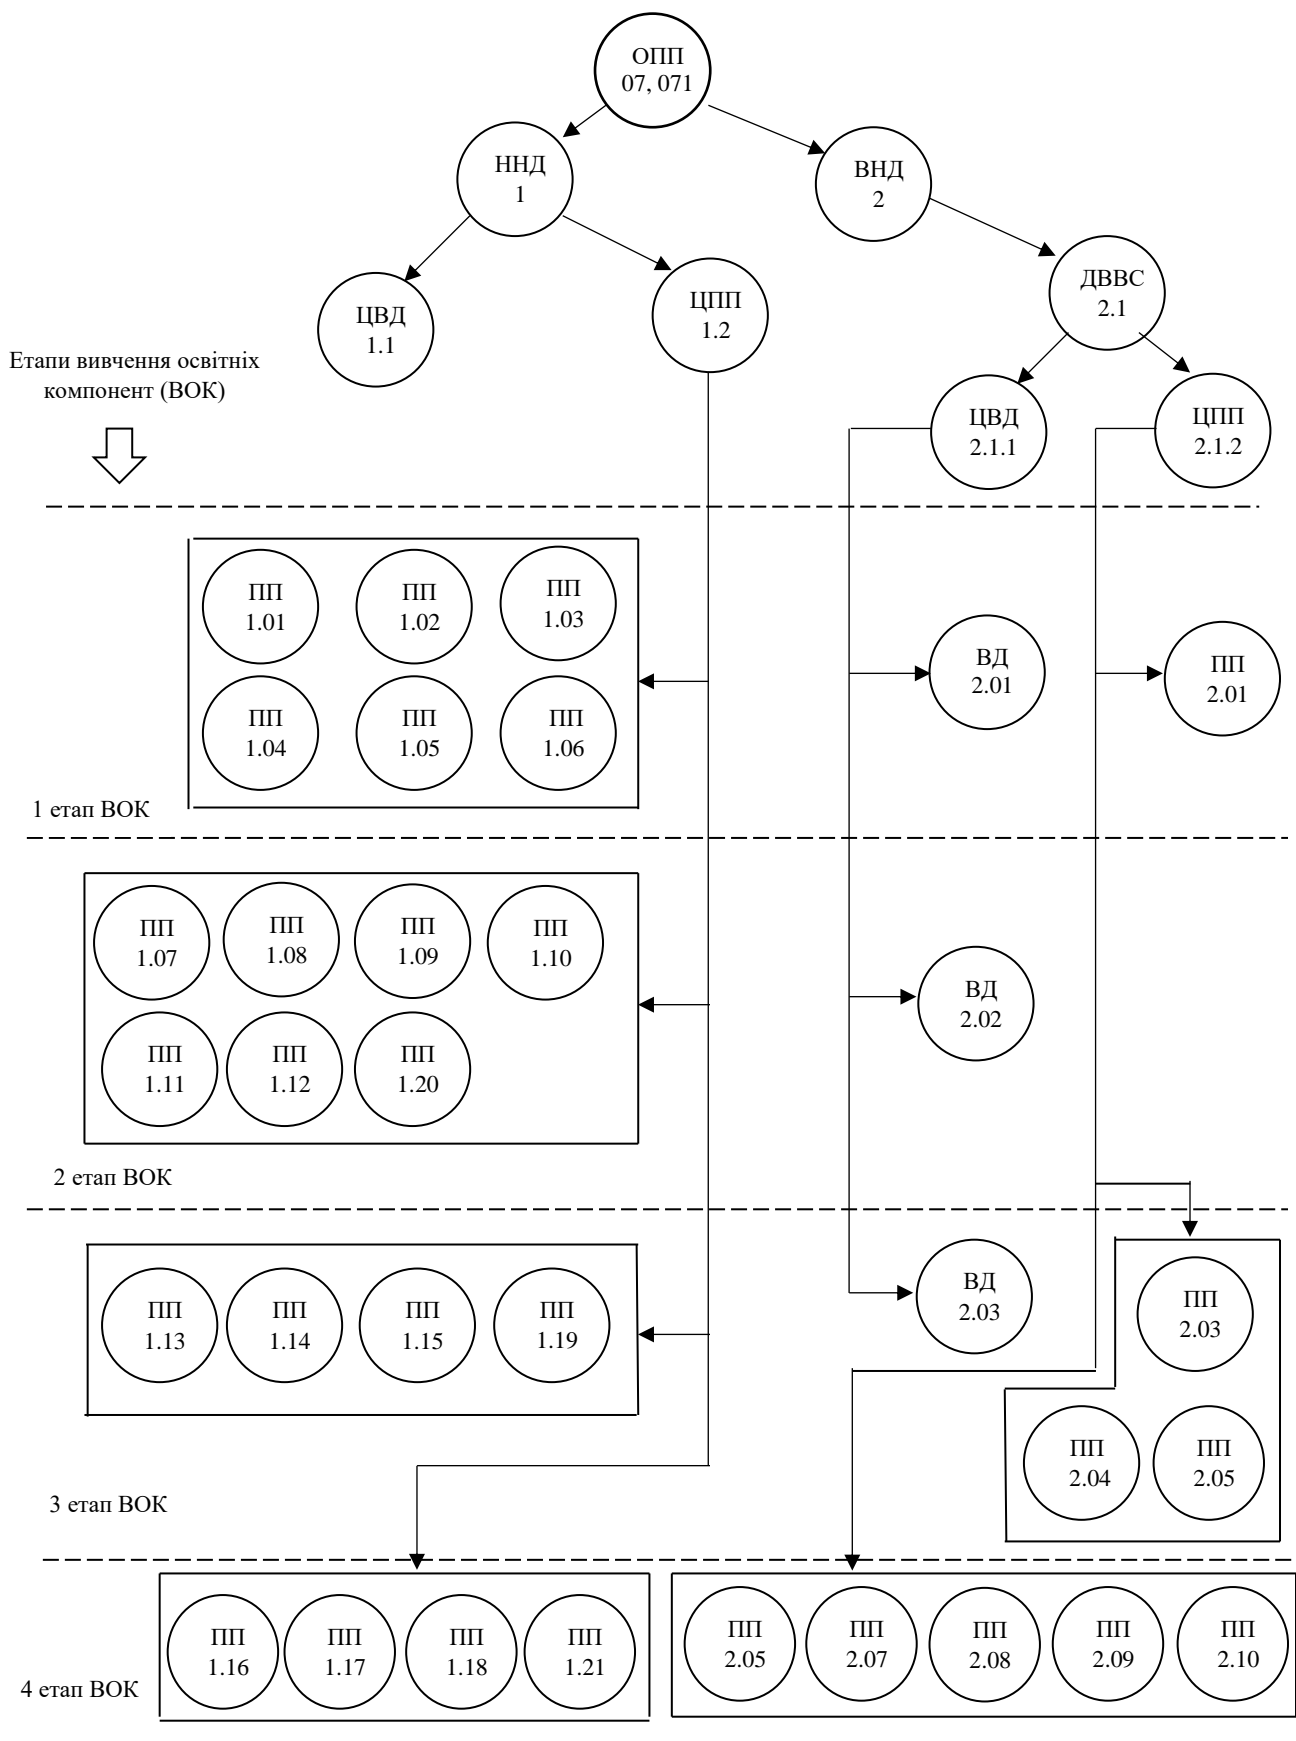 ОПП
07, 071
ННД
1
ВНД
2
ДВВС
2.1
ЦВД
1.1
ЦПП
1.2
Етапи вивчення освітніх
компонент (ВОК)
ЦВД
2.1.1
ЦПП
2.1.2
ПП
1.01
ПП
1.02
ПП
1.03
ПП
1.04
ПП
1.05
ПП
1.06
ВД
2.01
ПП
2.01
1 етап ВОК
ПП
1.07
ПП
1.08
ПП
1.09
ПП
1.10
ПП
1.11
ПП
1.12
ПП
1.20
ВД
2.02
2 етап ВОК
ПП
1.13
ПП
1.14
ПП
1.15
ПП
1.19
ВД
2.03
ПП
2.03
ПП
2.04
ПП
2.05
3 етап ВОК
ПП
1.16
ПП
1.17
ПП
1.18
ПП
1.21
ПП
2.05
ПП
2.07
ПП
2.08
ПП
2.09
ПП
2.10
4 етап ВОК